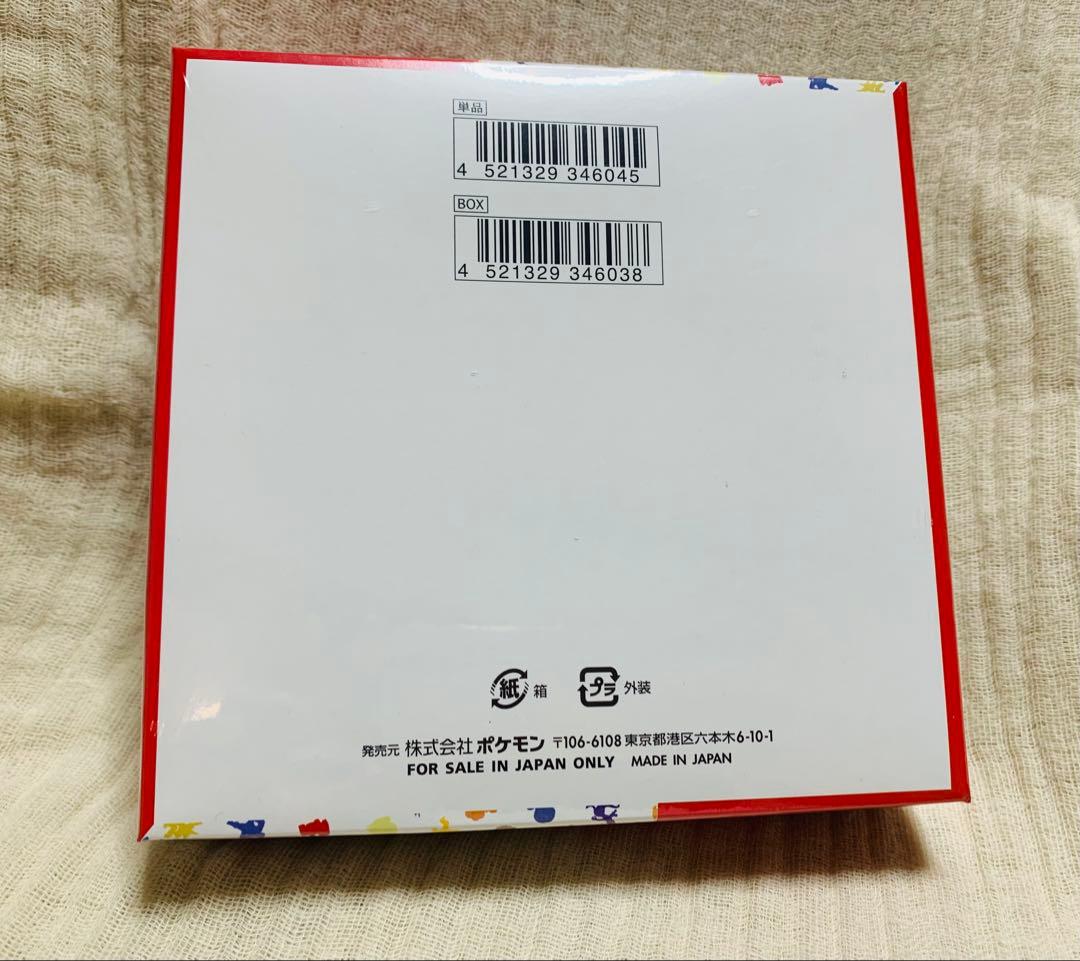 単品
4 521329 346045
BOX
4 521329 346038
紙 箱 プラ 外装
発売元 株式会社 ポケモン 〒106-6108 東京都港区六本木6-10-1
FOR SALE IN JAPAN ONLY MADE IN JAPAN